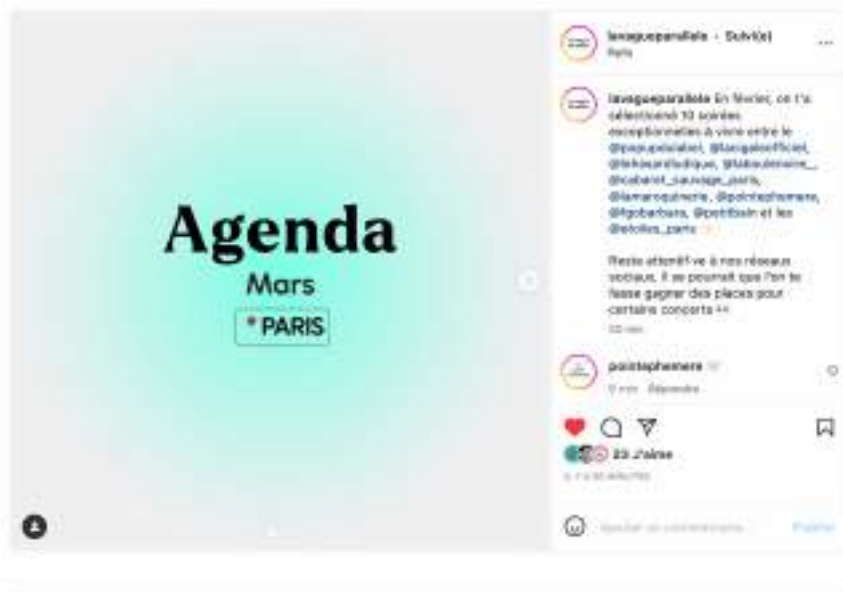 Agenda
Mars
PARIS
lavagueparallele • Suivi(e)
Paris
lavagueparallele En février, on t'a
sélectionné 10 soirées
exceptionnelles à vivre entre le
@popupdulabel, @lacigaleofficiel,
@lehasardludique, @laboulenoire_,
@cabaret_sauvage_paris,
@lamaroquinerie, @pointephemere,
@fgobarbara, @petitbain et les
@etoiles_paris
Reste attentif·ve à nos réseaux
sociaux, il se pourrait que l'on te
fasse gagner des places pour
certains concerts
pointephemere
Répondre
23 J'aime
Ajouter un commentaire...
Publier